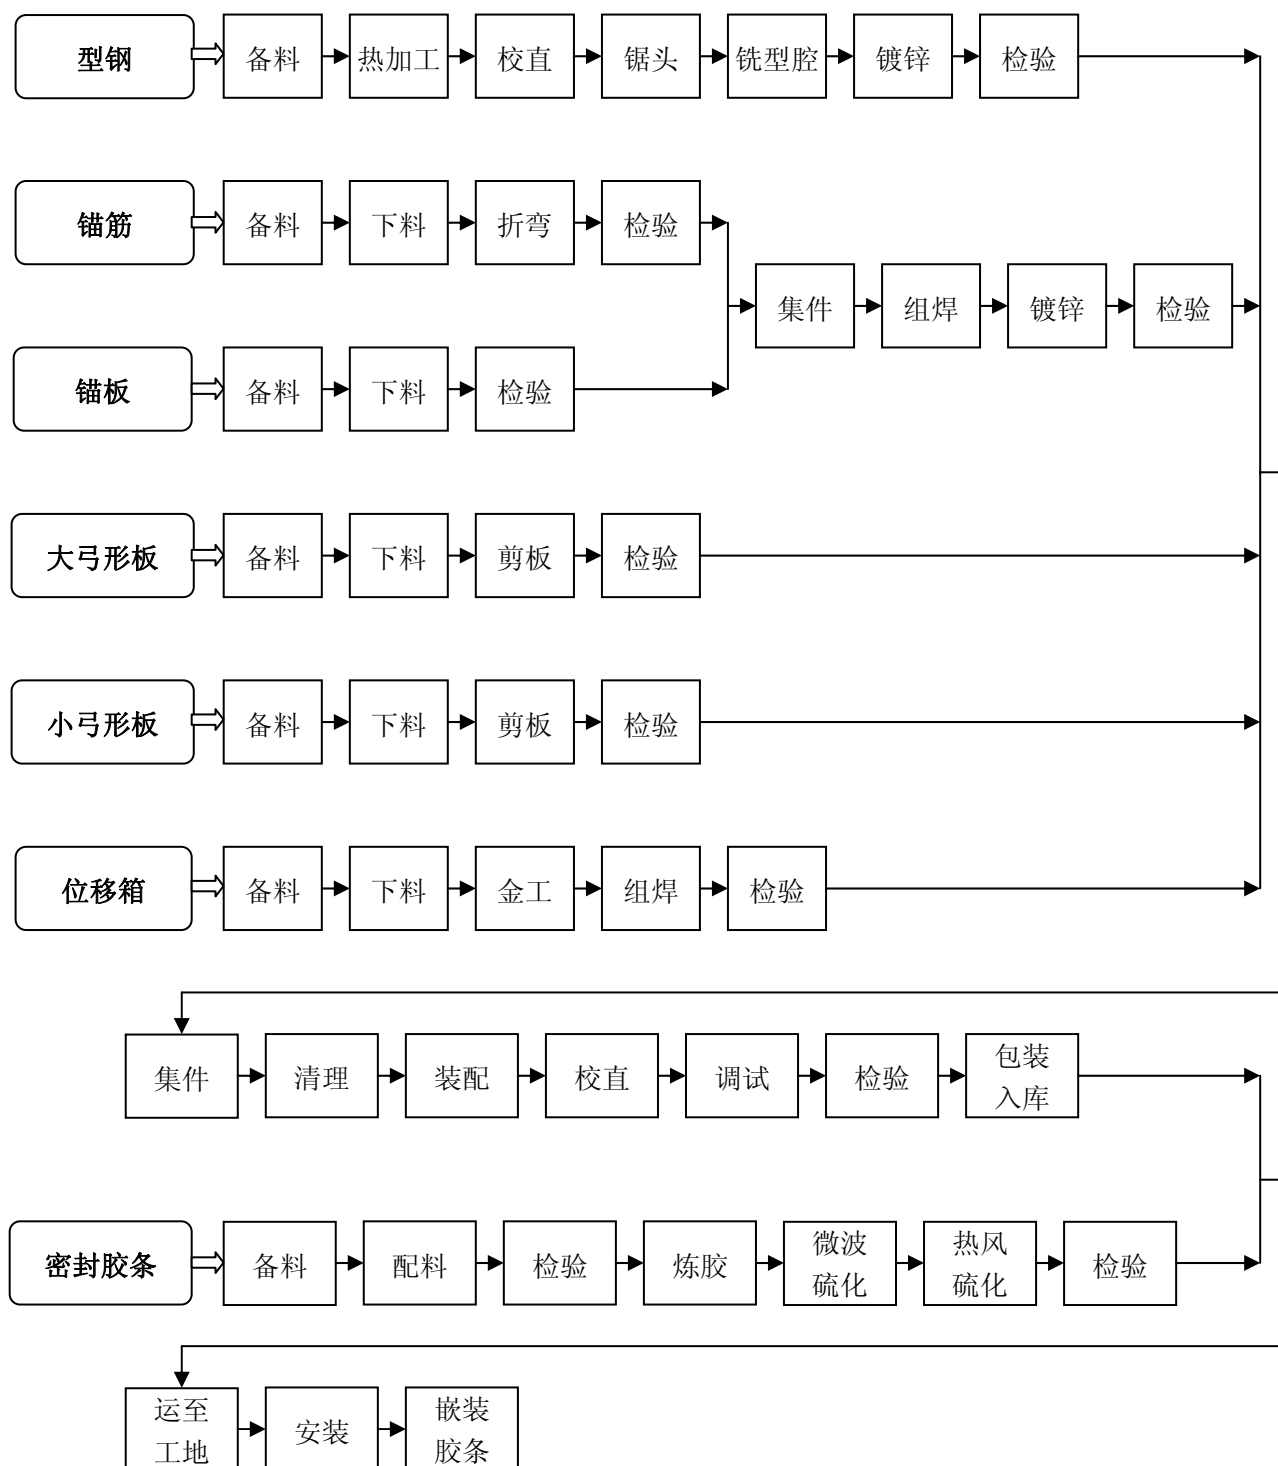 型钢 备料 热加工 校直 锯头 铣型腔 镀锌 检验
锚筋 备料 下料 折弯 检验
集件 组焊 镀锌 检验
锚板 备料 下料 检验
大弓形板 备料 下料 剪板 检验
小弓形板 备料 下料 剪板 检验
位移箱 备料 下料 金工 组焊 检验
集件 清理 装配 校直 调试 检验 包装
入库
密封胶条 备料 配料 检验 炼胶 微波 热风 检验
硫化 硫化
运至 安装 嵌装
工地 胶条